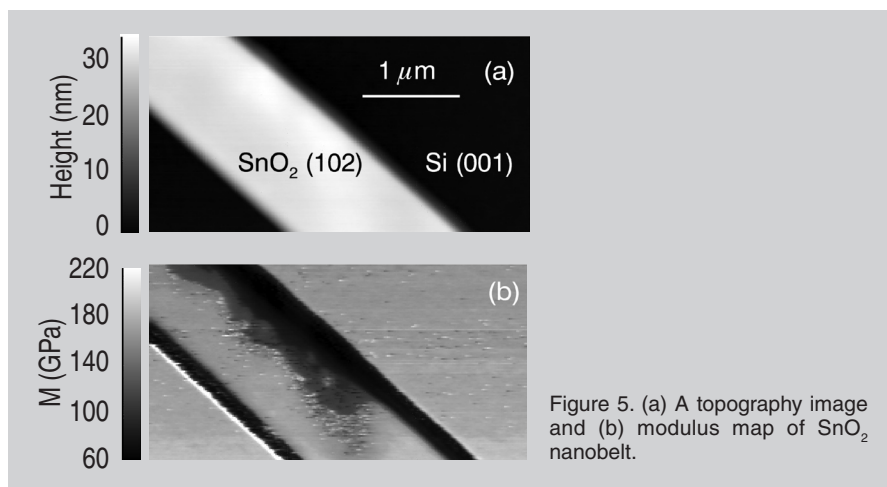 30
20
10
0
Height (nm)
1 μm
(a)
SnO₂ (102)
Si (001)
220
180
140
100
60
M (GPa)
(b)
Figure 5. (a) A topography image
and (b) modulus map of SnO₂
nanobelt.